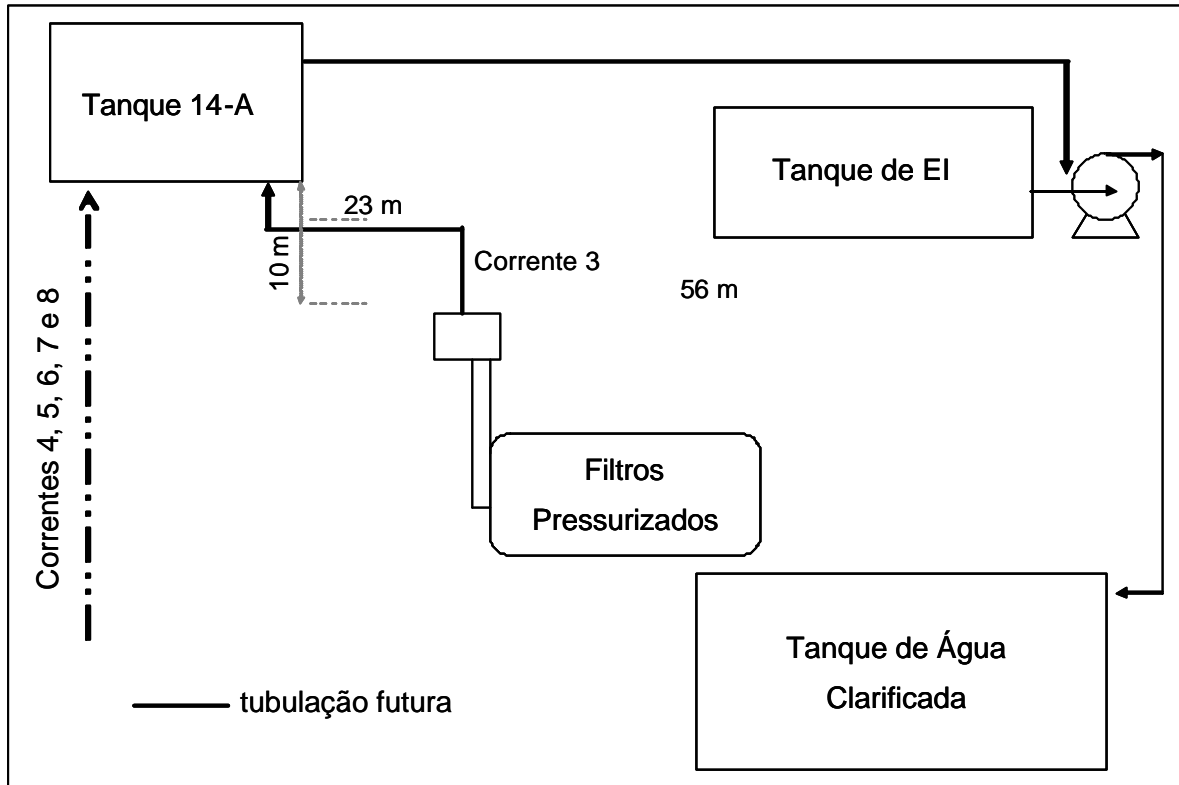 Tanque 14-A
Tanque de EI
23 m
10 m
Corrente 3
56 m
Correntes 4, 5, 6, 7 e 8
Filtros
Pressurizados
Tanque de Água
Clarificada
tubulação futura